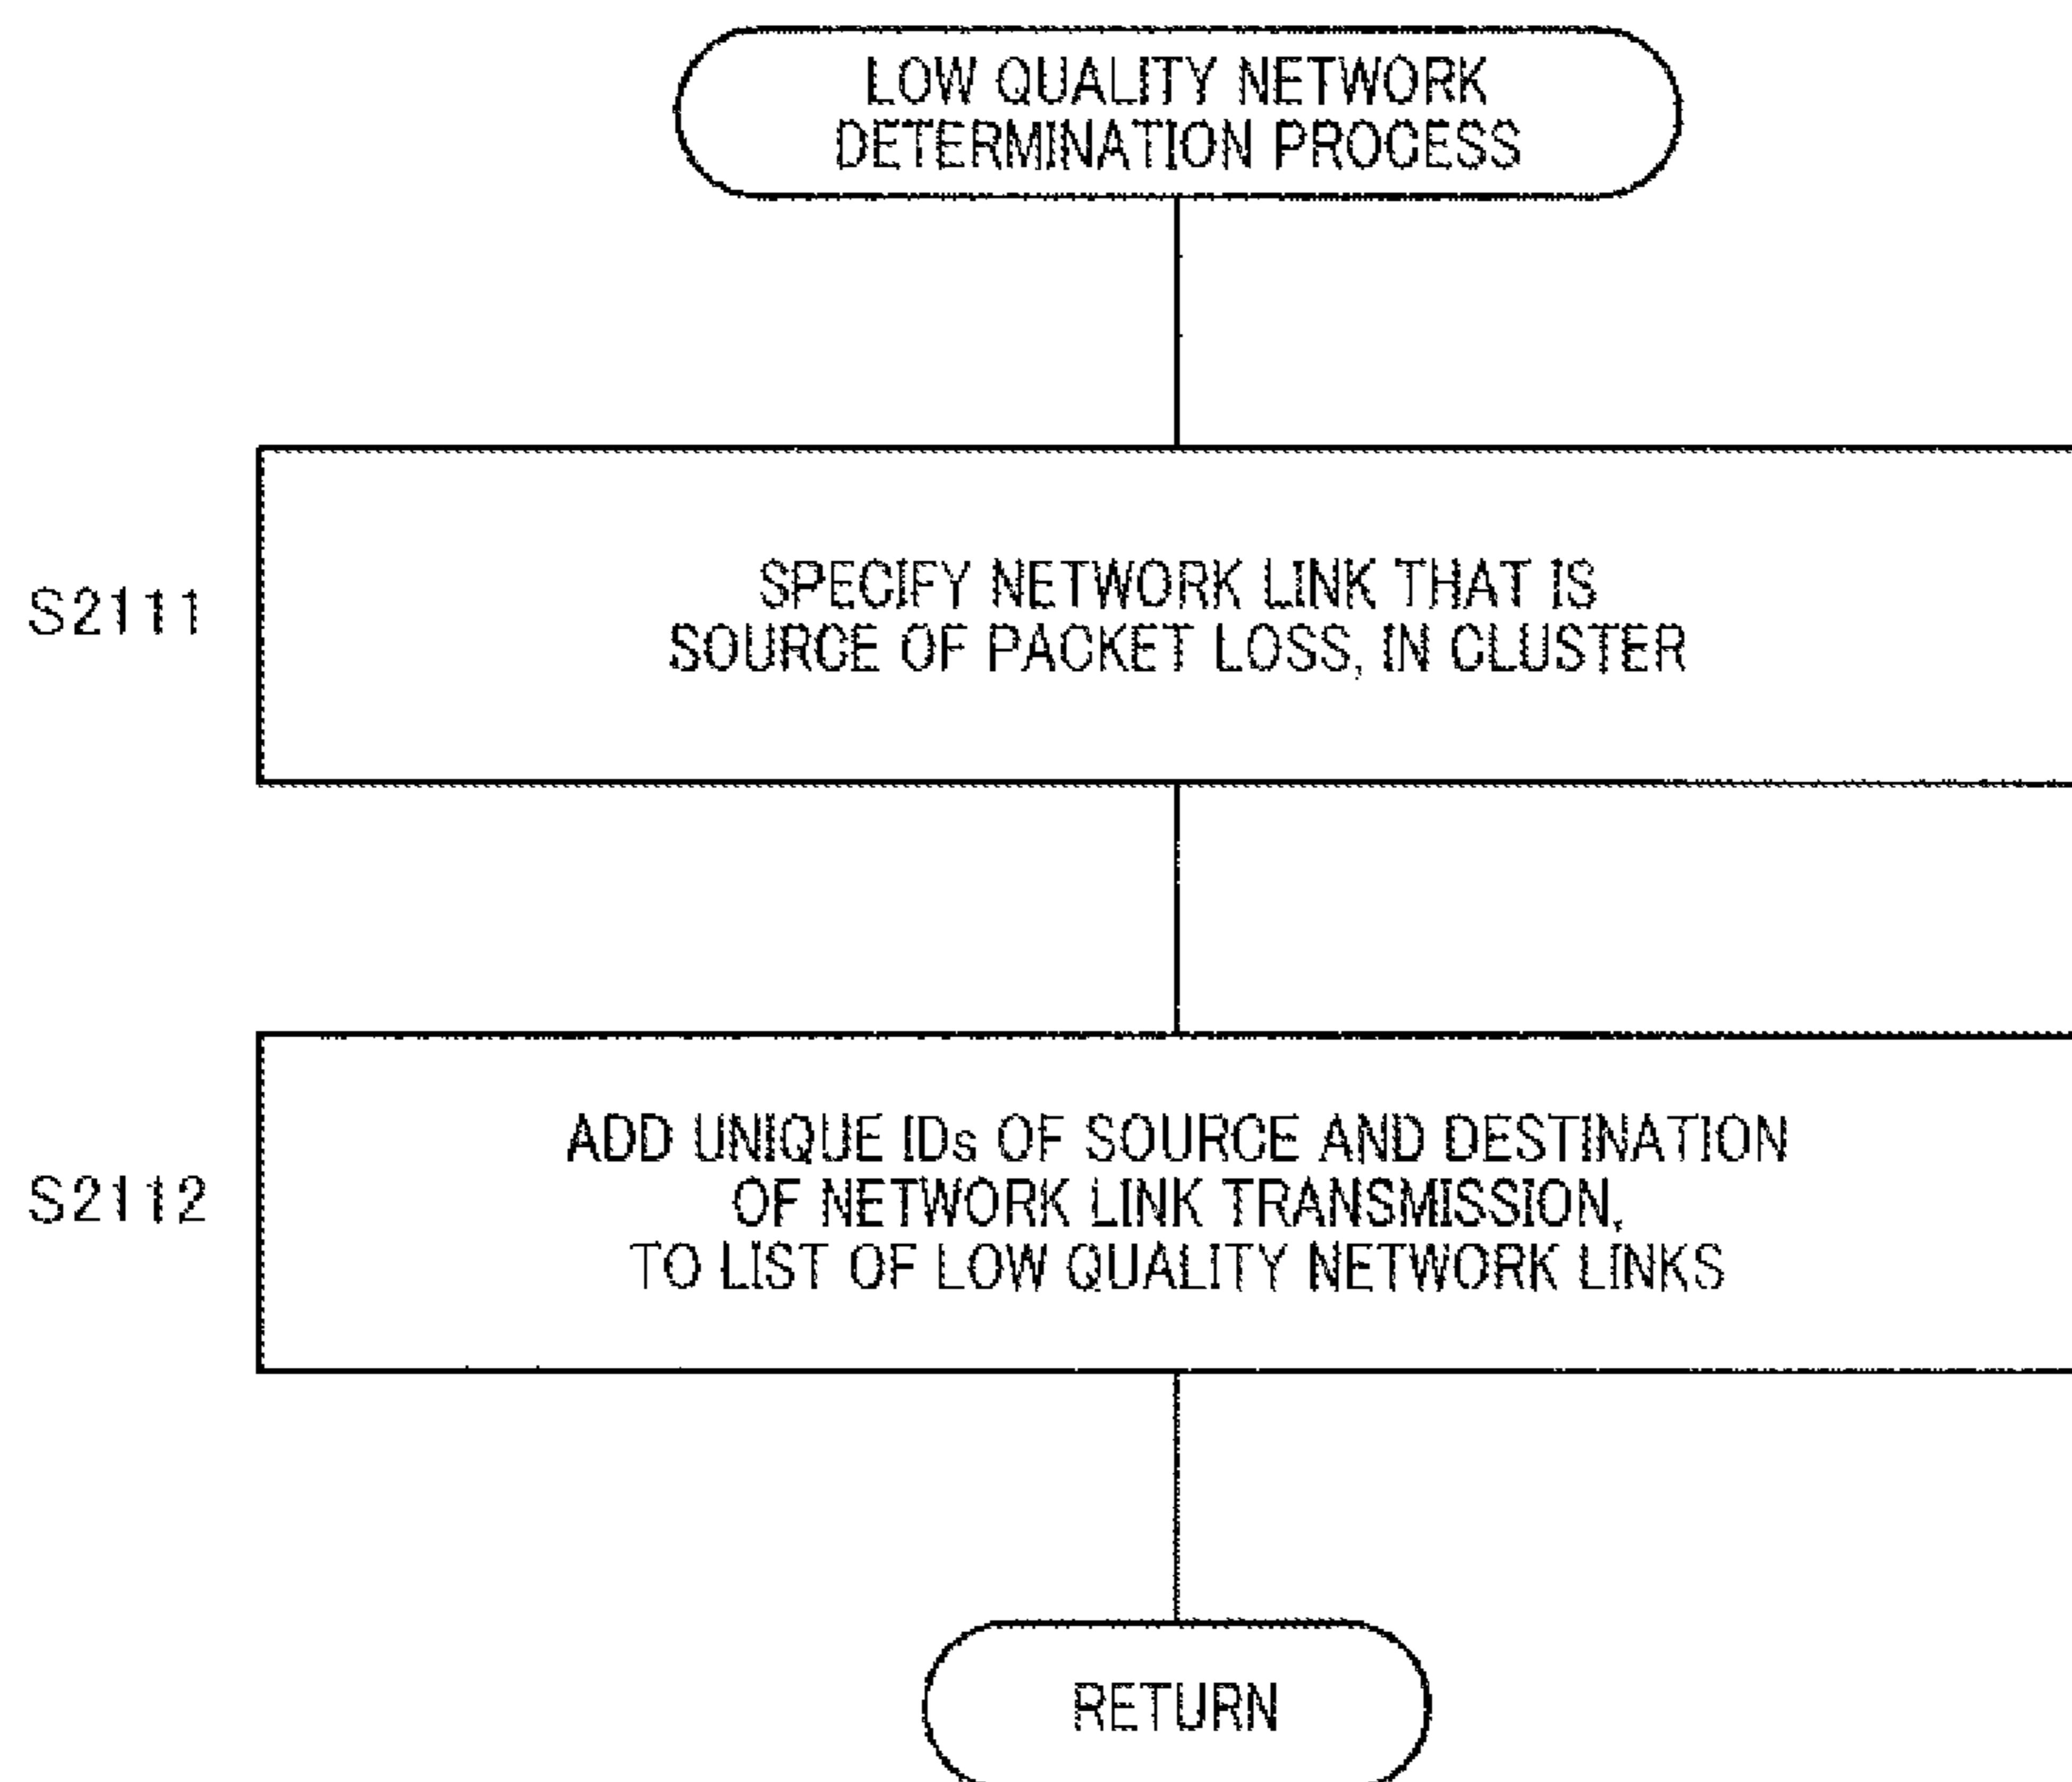 LOW QUALITY NETWORK
DETERMINATION PROCESS
S2111
SPECIFY NETWORK LINK THAT IS
SOURCE OF PACKET LOSS, IN CLUSTER
S2112
ADD UNIQUE IDs OF SOURCE AND DESTINATION
OF NETWORK LINK TRANSMISSION,
TO LIST OF LOW QUALITY NETWORK LINKS
RETURN